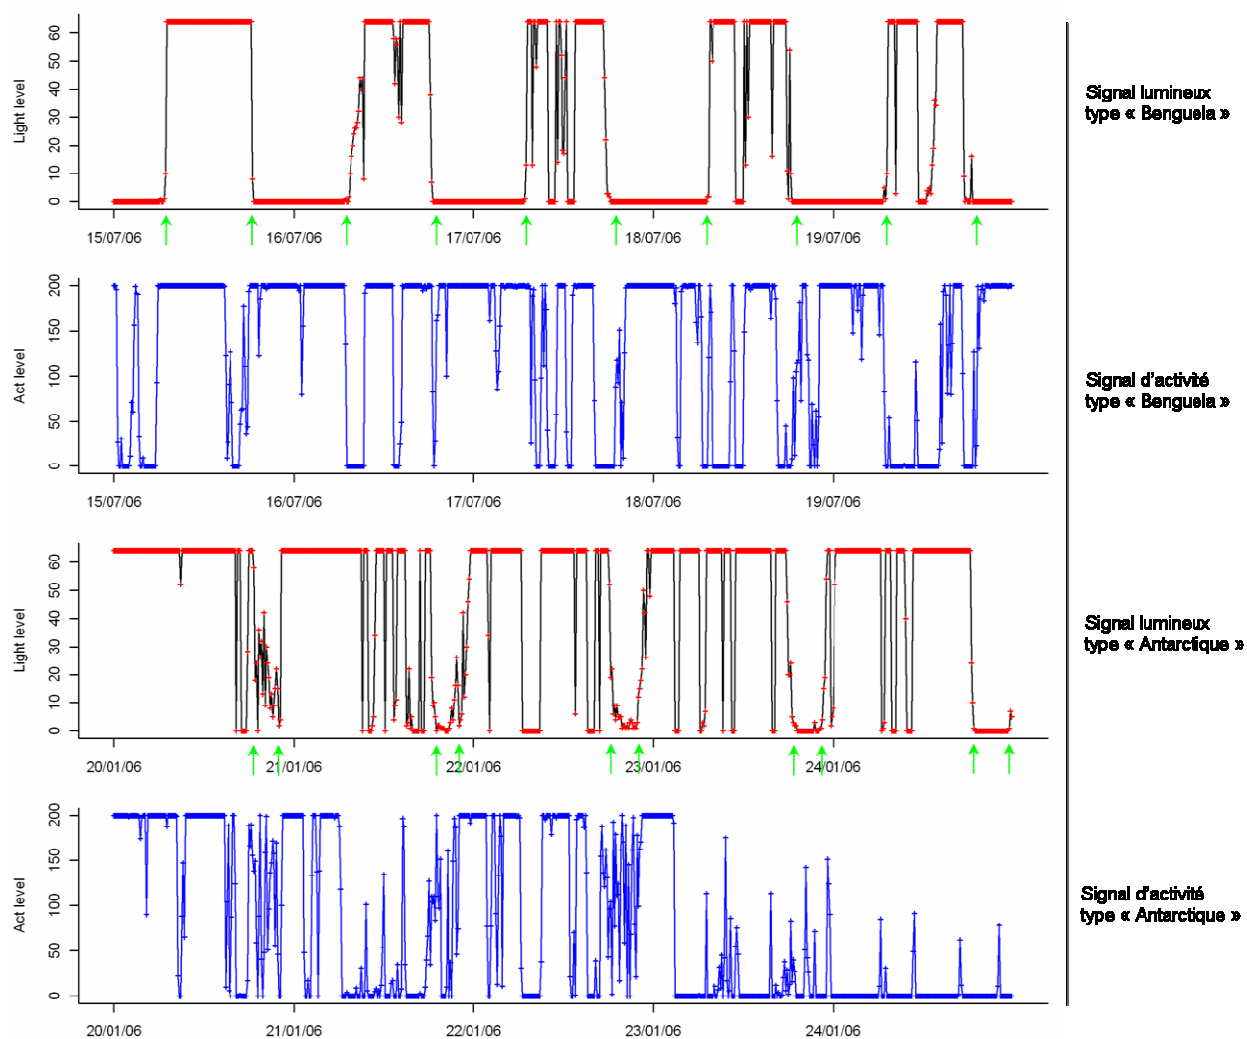 60
50
40
30
20
10
0
Light level
15/07/06 16/07/06 17/07/06 18/07/06 19/07/06
Signal lumineux
type « Benguela »
200
150
100
50
0
Act level
15/07/06 16/07/06 17/07/06 18/07/06 19/07/06
Signal d'activité
type « Benguela »
60
50
40
30
20
10
0
Light level
20/01/06 21/01/06 22/01/06 23/01/06 24/01/06
Signal lumineux
type « Antarctique »
200
150
100
50
0
Act level
20/01/06 21/01/06 22/01/06 23/01/06 24/01/06
Signal d'activité
type « Antarctique »